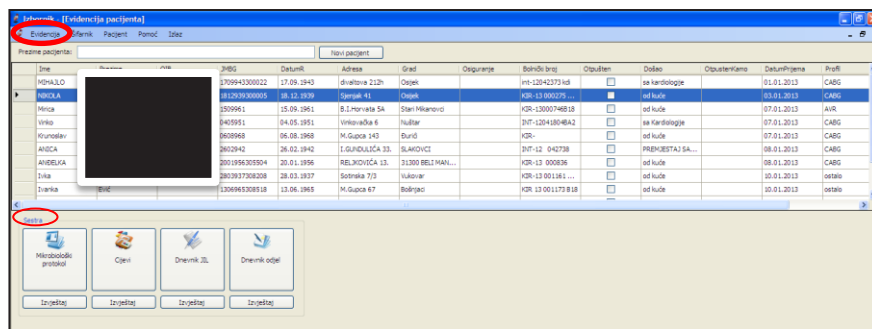 Izbornik - [Evidencija pacijenta]
Evidencija Šifarnik Pacijent Pomoć Izlaz
Prezime pacijenta: Novi pacijent
Ime JMBG DatumR. Adresa Grad Osiguranje Bolnički broj Otpušten Došao OtpustenKamo DatumPrijema Profil
MIHAJLO 1709943300022 17.09.1943 divaltova 212h Osijek int-12042373 kdi sa kardiologije 01.01.2013 CABG
NIKOLA 1812939300005 18.12.1939 Sjenjak 41 Osijek KIR-13 000275 ... od kuće 03.01.2013 CABG
Mirica 1509961 15.09.1961 B.I.Horvata 5A Stari Mikanovci KIR-13000746818 od kuće 07.01.2013 AVR
Vinko 0405951 04.05.1951 Vinkovačka 6 Nuštar INT-12041804BA2 sa Kardiologije 07.01.2013 CABG
Krunoslav 0608968 06.08.1968 M.Gupca 143 Đurići KIR- od kuće 07.01.2013 CABG
ANICA 2602942 26.02.1942 I.GUNDULIĆA 33. SLAKOVCI INT-12 042738 PREMJESTAJ SA... 08.01.2013 CABG
ANĐELKA 2001956305504 20.01.1956 RELJKOVIĆA 13. 31300 BELI MAN... KIR-13 000836 od kuće 08.01.2013 CABG
Ivka 2803937308208 28.03.1937 Sotinska 7/3 Vukovar KIR-13 001161 ... od kuće 10.01.2013 ostalo
Ivanka 1306965308518 13.06.1965 M.Gupca 67 Bošnjaci KIR 13 001173 B18 od kuće 10.01.2013 ostalo
Sestra
Mikrobiološki protokol Cijevi Dnevnik JIL Dnevnik odjel
Izvještaj Izvještaj Izvještaj Izvještaj